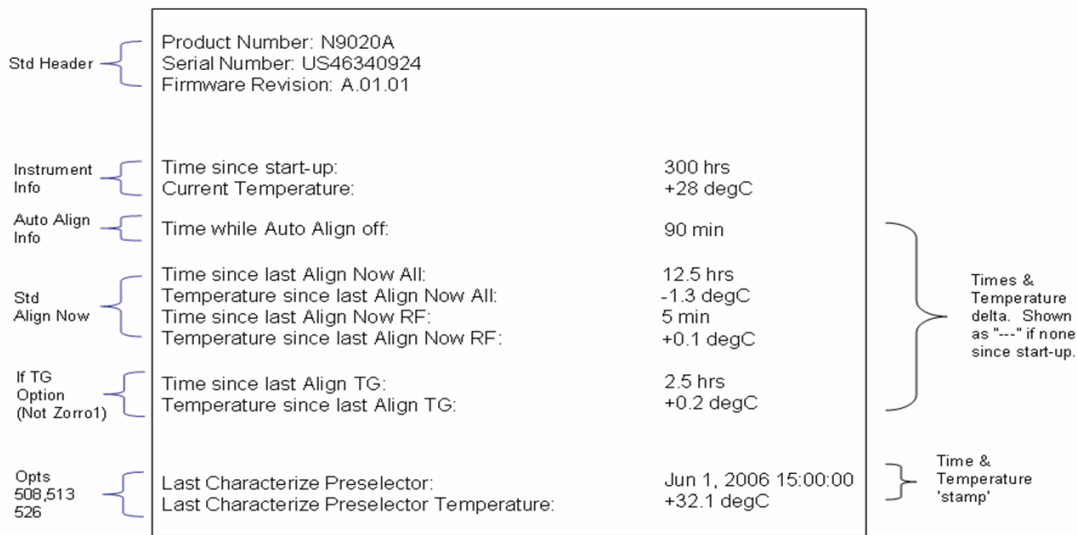 Std Header
Product Number: N9020A
Serial Number: US46340924
Firmware Revision: A.01.01
Instrument
Info
Time since start-up: 300 hrs
Current Temperature: +28 degC
Auto Align
Info
Time while Auto Align off: 90 min
Std
Align Now
Time since last Align Now All: 12.5 hrs
Temperature since last Align Now All: -1.3 degC
Time since last Align Now RF: 5 min
Temperature since last Align Now RF: +0.1 degC
Times &
Temperature
delta. Shown
as "---" if none
since start-up.
If TG
Option
(Not Zorro1)
Time since last Align TG: 2.5 hrs
Temperature since last Align TG: +0.2 degC
Opts
508,513
526
Last Characterize Preselector: Jun 1, 2006 15:00:00
Last Characterize Preselector Temperature: +32.1 degC
Time &
Temperature
'stamp'